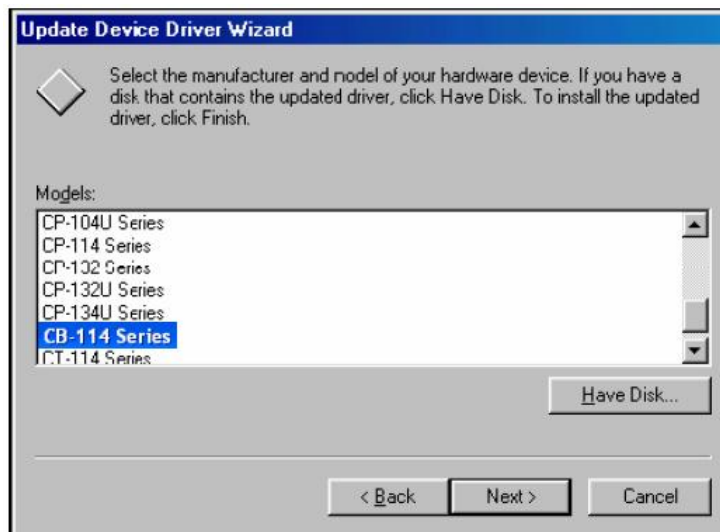 Update Device Driver Wizard
Select the manufacturer and model of your hardware device. If you have a
disk that contains the updated driver, click Have Disk. To install the updated
driver, click Finish.
Models:
CP-104U Series
CP-114 Series
CP-132 Series
CP-132U Series
CP-134U Series
CB-114 Series
CT-114 Series
Have Disk...
< Back
Next >
Cancel